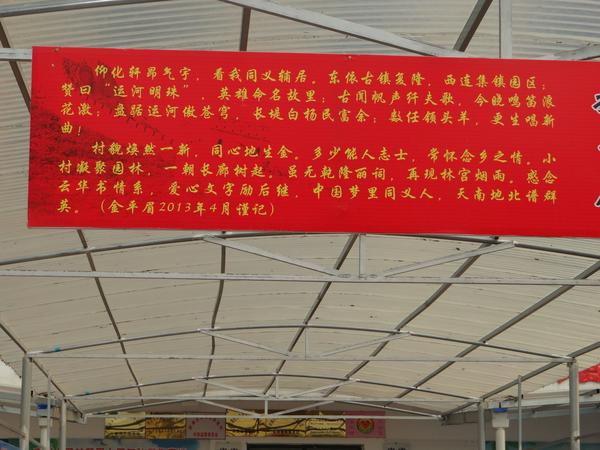 仰化轩昂气宇，看我同义辅居。东依古镇复隆，西连集镇园区；
赞曰“运河明珠”，英雄命名故里；古闻帆声纤夫歌，今晚鸣笛浪
花激；盘弱运河傲苍穹，长堤白杨民富余；数任领头羊，更生唱新
曲！
村貌焕然一新，同心地生金。多少能人志士，常怀念乡之情。小
村凝聚园林，一朝长廊树起，虽无乾隆丽词，再现林宫烟雨。感念
云华书情系，爱心文字励后继，中国梦里同义人，天南地北谱群
英。（金平眉2013年4月谨记）